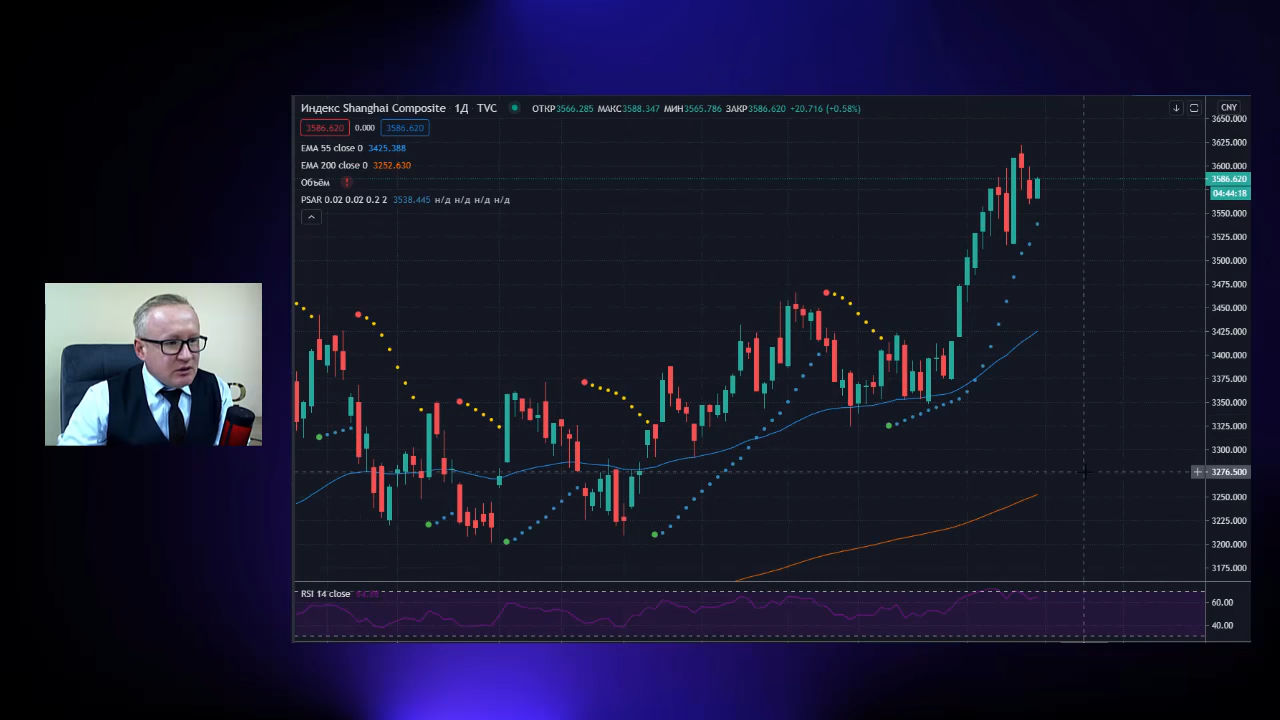 Индекс Shanghai Composite · 1Д · TVC ОТКР3566.285 МАКС3588.347 МИН3565.786 ЗАКР3586.620 +20.716 (+0.58%)
CNY
3586.620 0.000 3586.620
EMA 55 close 0 3425.388
EMA 200 close 0 3252.630
Объём !
PSAR 0.02 0.02 0.2 2 3538.445 н/д н/д н/д н/д
3650.000
3625.000
3600.000
3586.620
04:44:18
3550.000
3525.000
3500.000
3475.000
3450.000
3425.000
3400.000
3375.000
3350.000
3325.000
3300.000
3276.500
3250.000
3225.000
3200.000
3175.000
RSI 14 close
60.00
40.00